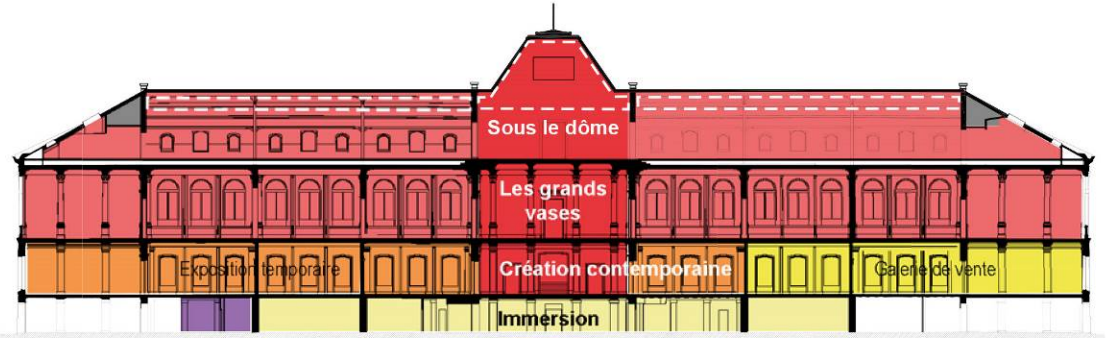 Sous le dôme
Les grands
vases
Exposition temporaire
Création contemporaine
Galerie de vente
Immersion